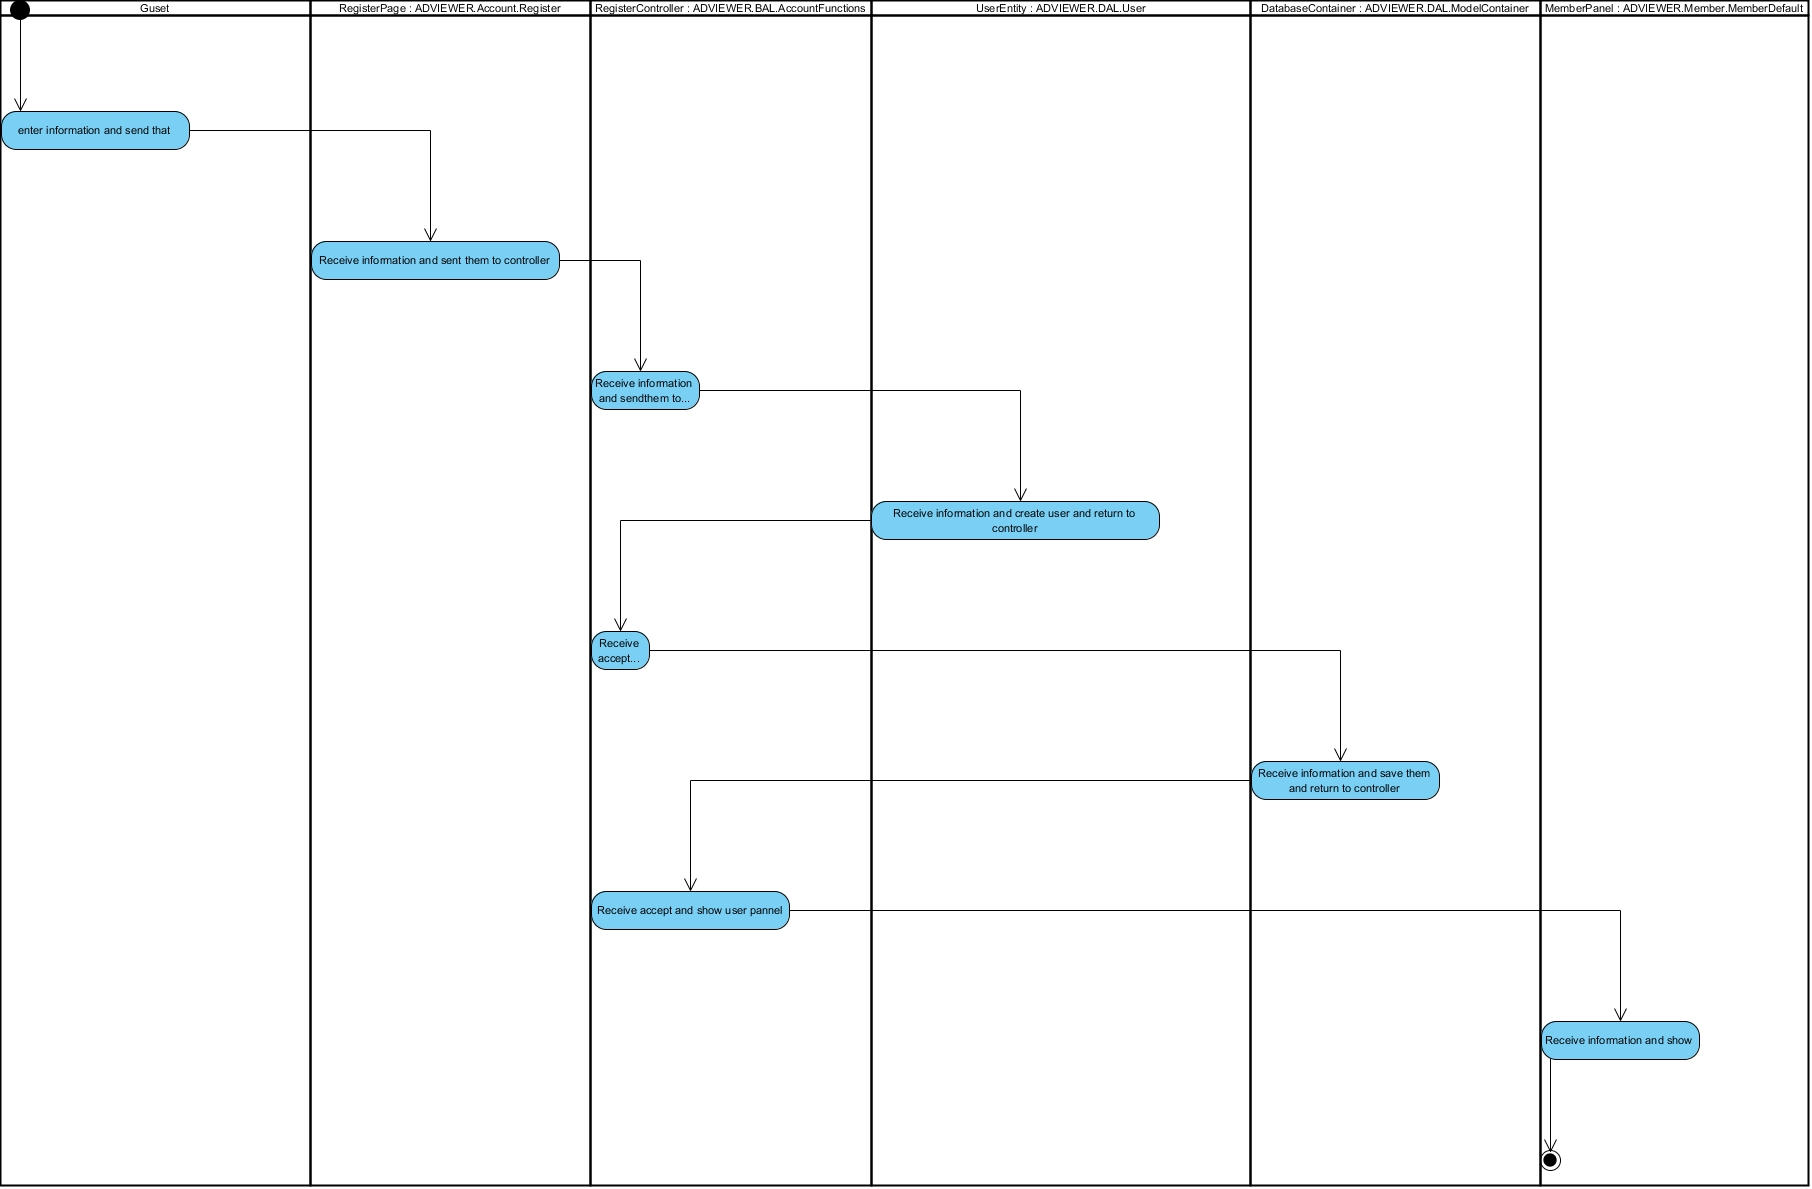 Guset
RegisterPage : ADVIEWER.Account.Register
RegisterController : ADVIEWER.BAL.AccountFunctions
UserEntity : ADVIEWER.DAL.User
DatabaseContainer : ADVIEWER.DAL.ModelContainer
MemberPanel : ADVIEWER.Member.MemberDefault
enter information and send that
Receive information and sent them to controller
Receive information
and sendthem to...
Receive information and create user and return to
controller
Receive
accept...
Receive information and save them
and return to controller
Receive accept and show user pannel
Receive information and show